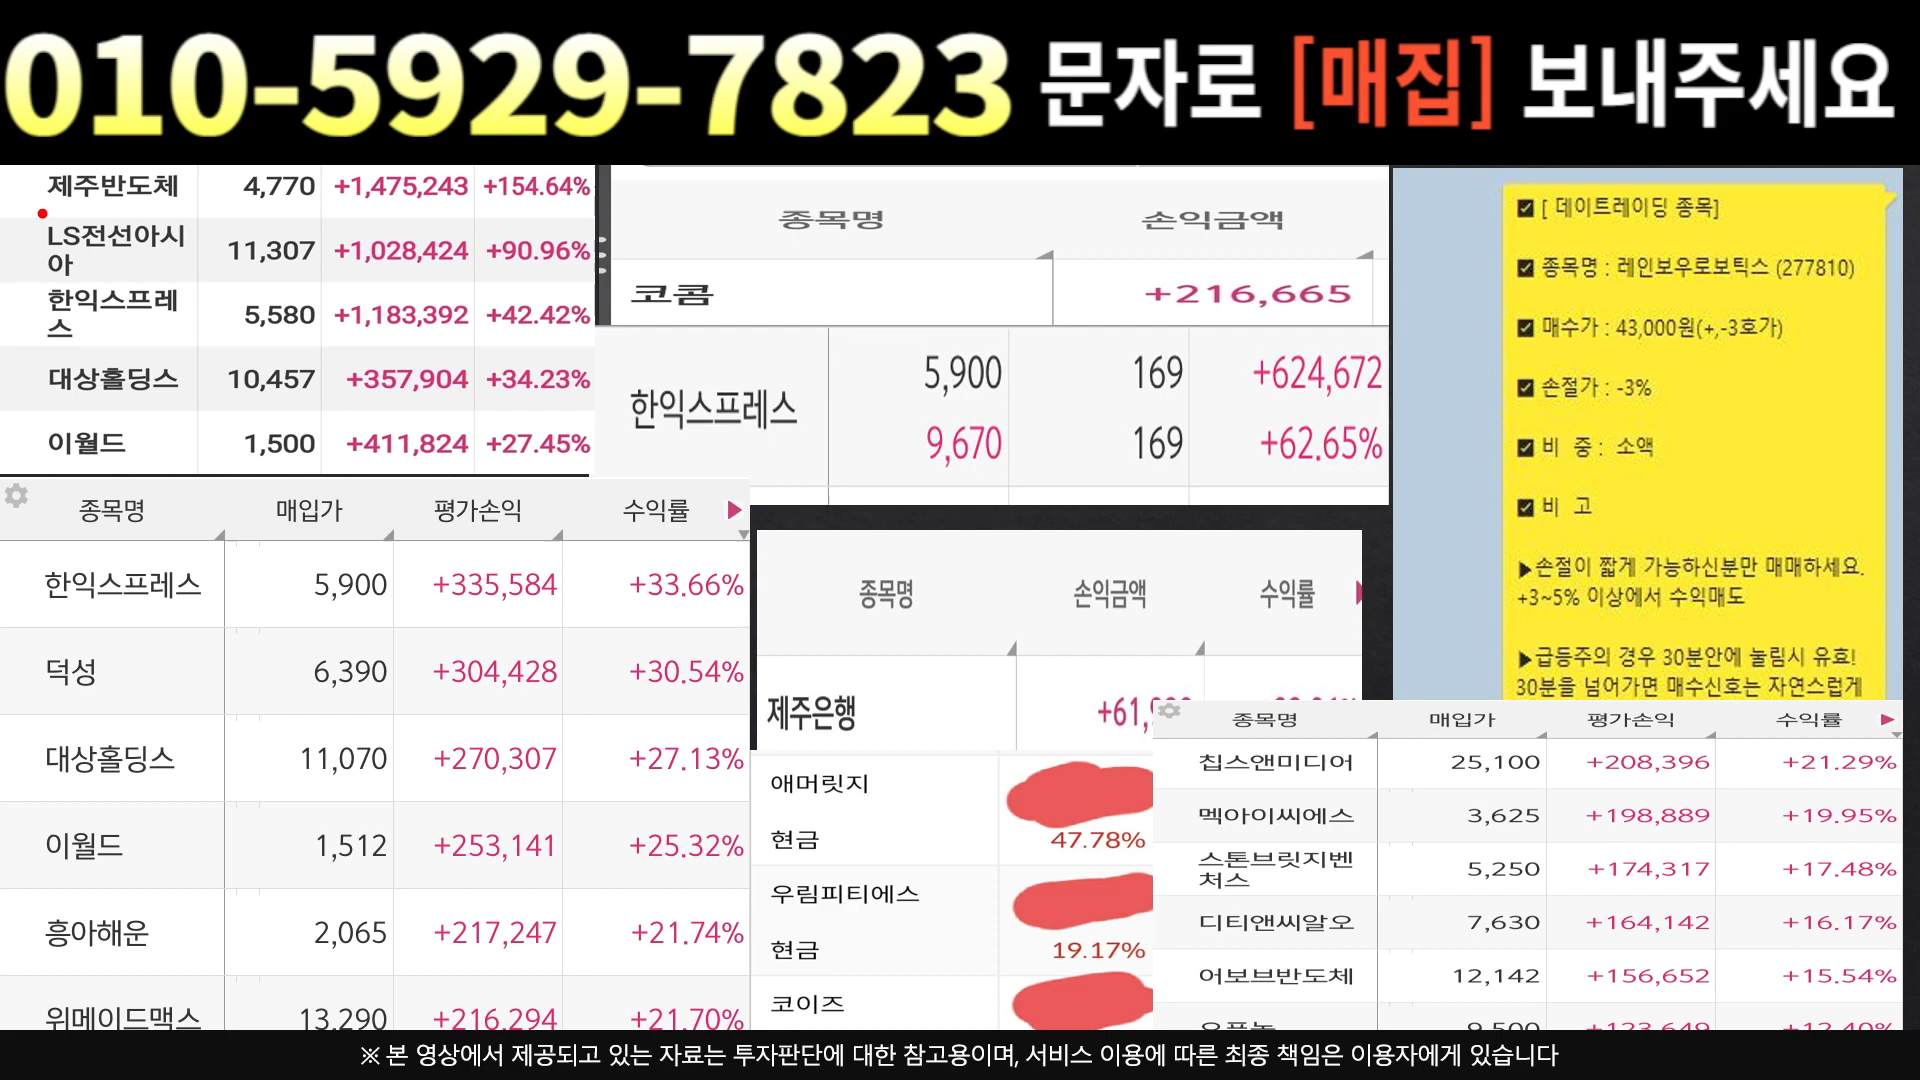 010-5929-7823 문자로 [매집] 보내주세요
제주반도체 4,770 +1,475,243 +154.64%
LS전선아시아 11,307 +1,028,424 +90.96%
한익스프레스 5,580 +1,183,392 +42.42%
대상홀딩스 10,457 +357,904 +34.23%
이월드 1,500 +411,824 +27.45%
종목명 손익금액
코콤 +216,665
한익스프레스 5,900 169 +624,672
9,670 169 +62.65%
[ 데이트레이딩 종목]
종목명 : 레인보우로보틱스 (277810)
매수가 : 43,000원(+,-3호가)
손절가 : -3%
비 중 : 소액
비 고
▶손절이 짧게 가능하신분만 매매하세요.
+3~5% 이상에서 수익매도
▶급등주의 경우 30분안에 눌림시 유효!
30분을 넘어가면 매수신호는 자연스럽게
종목명 매입가 평가손익 수익률
한익스프레스 5,900 +335,584 +33.66%
덕성 6,390 +304,428 +30.54%
대상홀딩스 11,070 +270,307 +27.13%
이월드 1,512 +253,141 +25.32%
흥아해운 2,065 +217,247 +21.74%
위메이드맥스 13,290 +216,294 +21.70%
종목명 손익금액 수익률
제주은행 +61,
애머릿지
현금 47.78%
우림피티에스
현금 19.17%
코이즈
종목명 매입가 평가손익 수익률
칩스앤미디어 25,100 +208,396 +21.29%
멕아이씨에스 3,625 +198,889 +19.95%
스톤브릿지벤처스 5,250 +174,317 +17.48%
디티앤씨알오 7,630 +164,142 +16.17%
어보브반도체 12,142 +156,652 +15.54%
※ 본 영상에서 제공되고 있는 자료는 투자판단에 대한 참고용이며, 서비스 이용에 따른 최종 책임은 이용자에게 있습니다